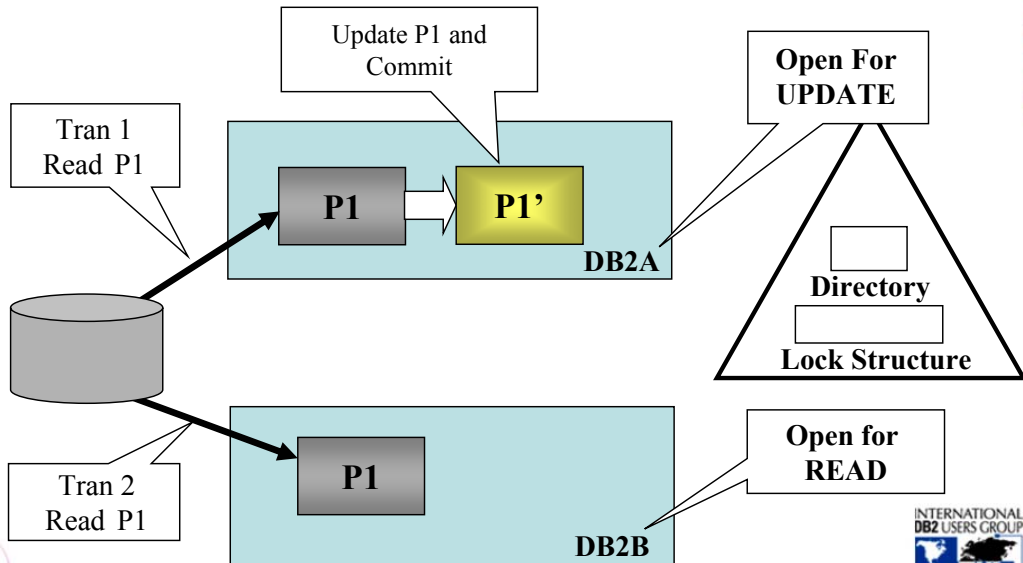 Update P1 and
Commit
Open For
UPDATE
Tran 1
Read P1
P1
P1’
DB2A
Directory
Lock Structure
Tran 2
Read P1
P1
DB2B
Open for
READ
INTERNATIONAL
DB2 USERS GROUP